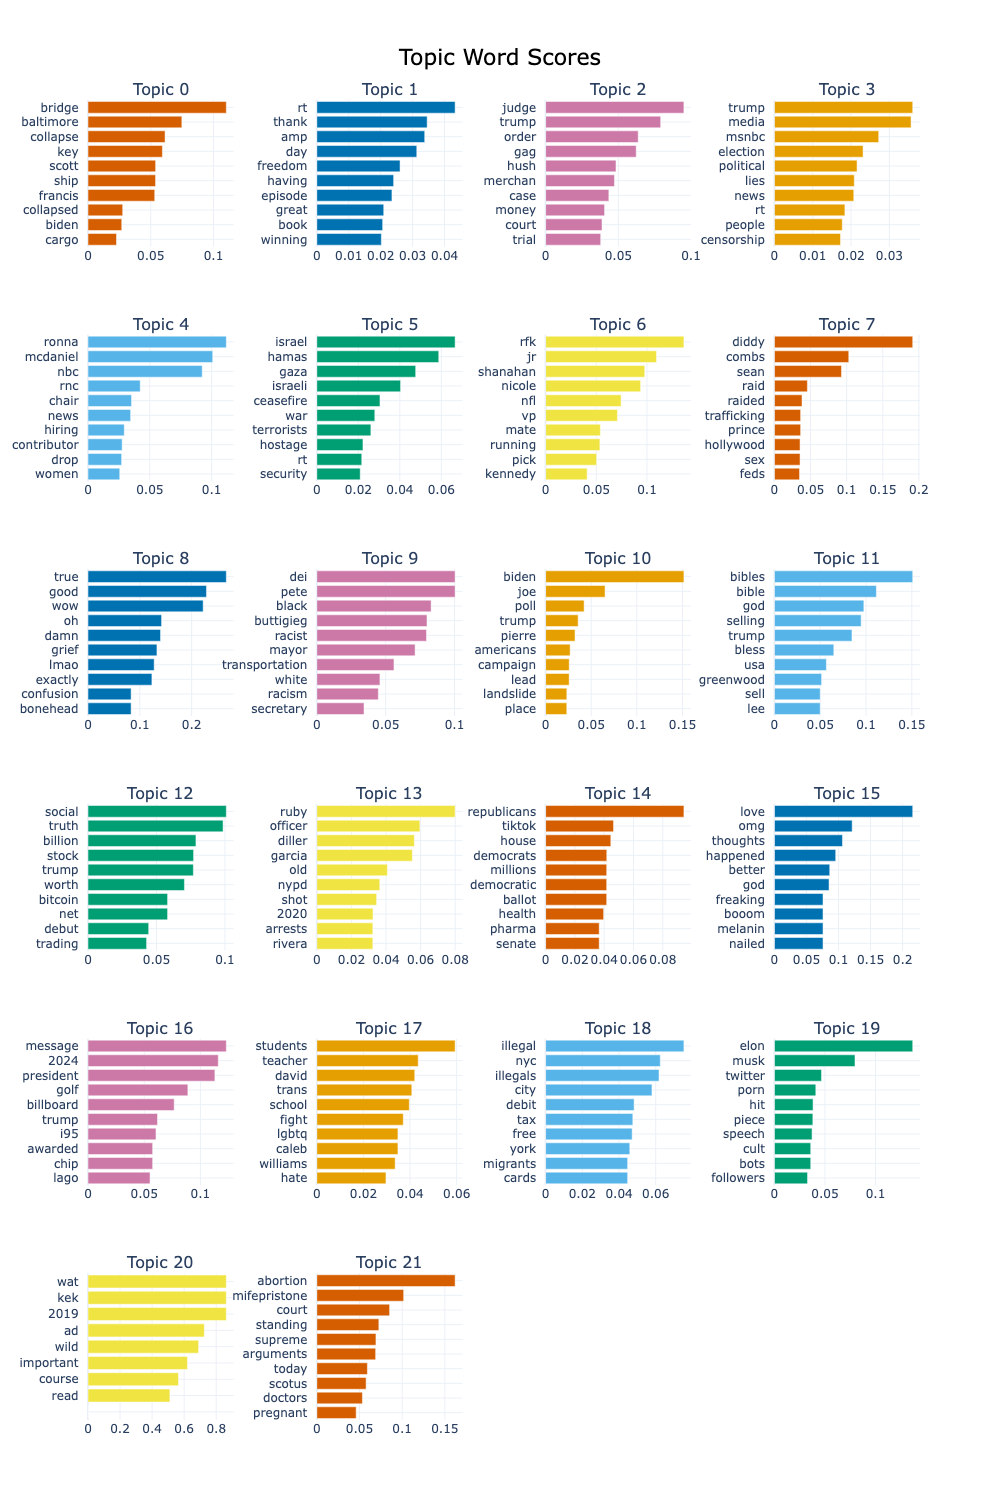 Topic Word Scores
Topic 0
bridge
baltimore
collapse
key
scott
ship
francis
collapsed
biden
cargo
0 0.05 0.1
Topic 1
rt
thank
amp
day
freedom
having
episode
great
book
winning
0 0.01 0.02 0.03 0.04
Topic 2
judge
trump
order
gag
hush
merchan
case
money
court
trial
0 0.05 0.1
Topic 3
trump
media
msnbc
election
political
lies
news
rt
people
censorship
0 0.01 0.02 0.03
Topic 4
ronna
mcdaniel
nbc
rnc
chair
news
hiring
contributor
drop
women
0 0.05 0.1
Topic 5
israel
hamas
gaza
israeli
ceasefire
war
terrorists
hostage
rt
security
0 0.02 0.04 0.06
Topic 6
rfk
jr
shanahan
nicole
nfl
vp
mate
running
pick
kennedy
0 0.05 0.1
Topic 7
diddy
combs
sean
raid
raided
trafficking
prince
hollywood
sex
feds
0 0.05 0.1 0.15 0.2
Topic 8
true
good
wow
oh
damn
grief
lmao
exactly
confusion
bonehead
0 0.1 0.2
Topic 9
dei
pete
black
buttigieg
racist
mayor
transportation
white
racism
secretary
0 0.05 0.1
Topic 10
biden
joe
poll
trump
pierre
americans
campaign
lead
landslide
place
0 0.05 0.1 0.15
Topic 11
bibles
bible
god
selling
trump
bless
usa
greenwood
sell
lee
0 0.05 0.1 0.15
Topic 12
social
truth
billion
stock
trump
worth
bitcoin
net
debut
trading
0 0.05 0.1
Topic 13
ruby
officer
diller
garcia
old
nypd
shot
2020
arrests
rivera
0 0.02 0.04 0.06 0.08
Topic 14
republicans
tiktok
house
democrats
millions
democratic
ballot
health
pharma
senate
0 0.02 0.04 0.06 0.08
Topic 15
love
omg
thoughts
happened
better
god
freaking
booom
melanin
nailed
0 0.05 0.1 0.15 0.2
Topic 16
message
2024
president
golf
billboard
trump
i95
awarded
chip
lago
0 0.05 0.1
Topic 17
students
teacher
david
trans
school
fight
lgbtq
caleb
williams
hate
0 0.02 0.04 0.06
Topic 18
illegal
nyc
illegals
city
debit
tax
free
york
migrants
cards
0 0.02 0.04 0.06
Topic 19
elon
musk
twitter
porn
hit
piece
speech
cult
bots
followers
0 0.05 0.1
Topic 20
wat
kek
2019
ad
wild
important
course
read
0 0.2 0.4 0.6 0.8
Topic 21
abortion
mifepristone
court
standing
supreme
arguments
today
scotus
doctors
pregnant
0 0.05 0.1 0.15